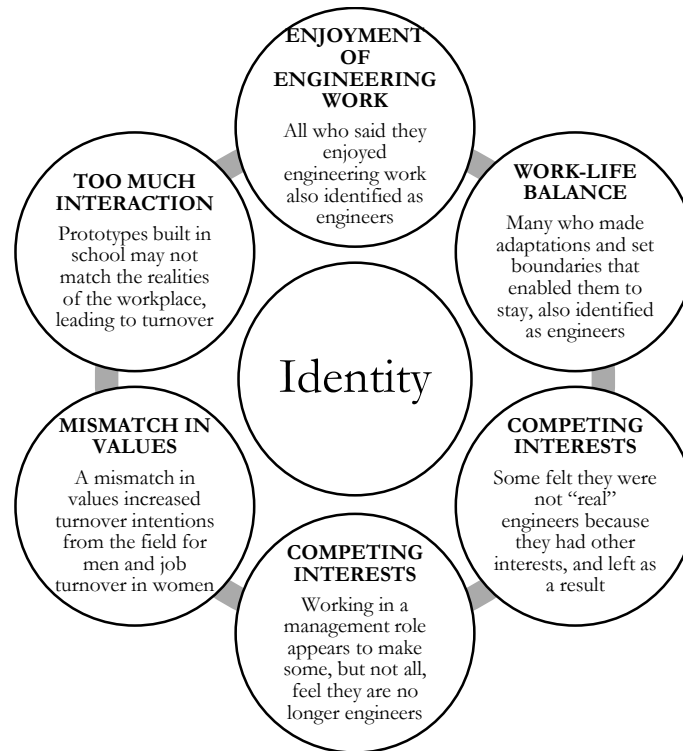 ENJOYMENT
OF
ENGINEERING
WORK
All who said they
enjoyed
engineering work
also identified as
engineers
WORK-LIFE
BALANCE
Many who made
adaptations and set
boundaries that
enabled them to
stay, also identified
as engineers
COMPETING
INTERESTS
Some felt they were
not “real”
engineers because
they had other
interests, and left as
a result
COMPETING
INTERESTS
Working in a
management role
appears to make
some, but not all,
feel they are no
longer engineers
MISMATCH IN
VALUES
A mismatch in
values increased
turnover intentions
from the field for
men and job
turnover in women
TOO MUCH
INTERACTION
Prototypes built in
school may not
match the realities
of the workplace,
leading to turnover
Identity